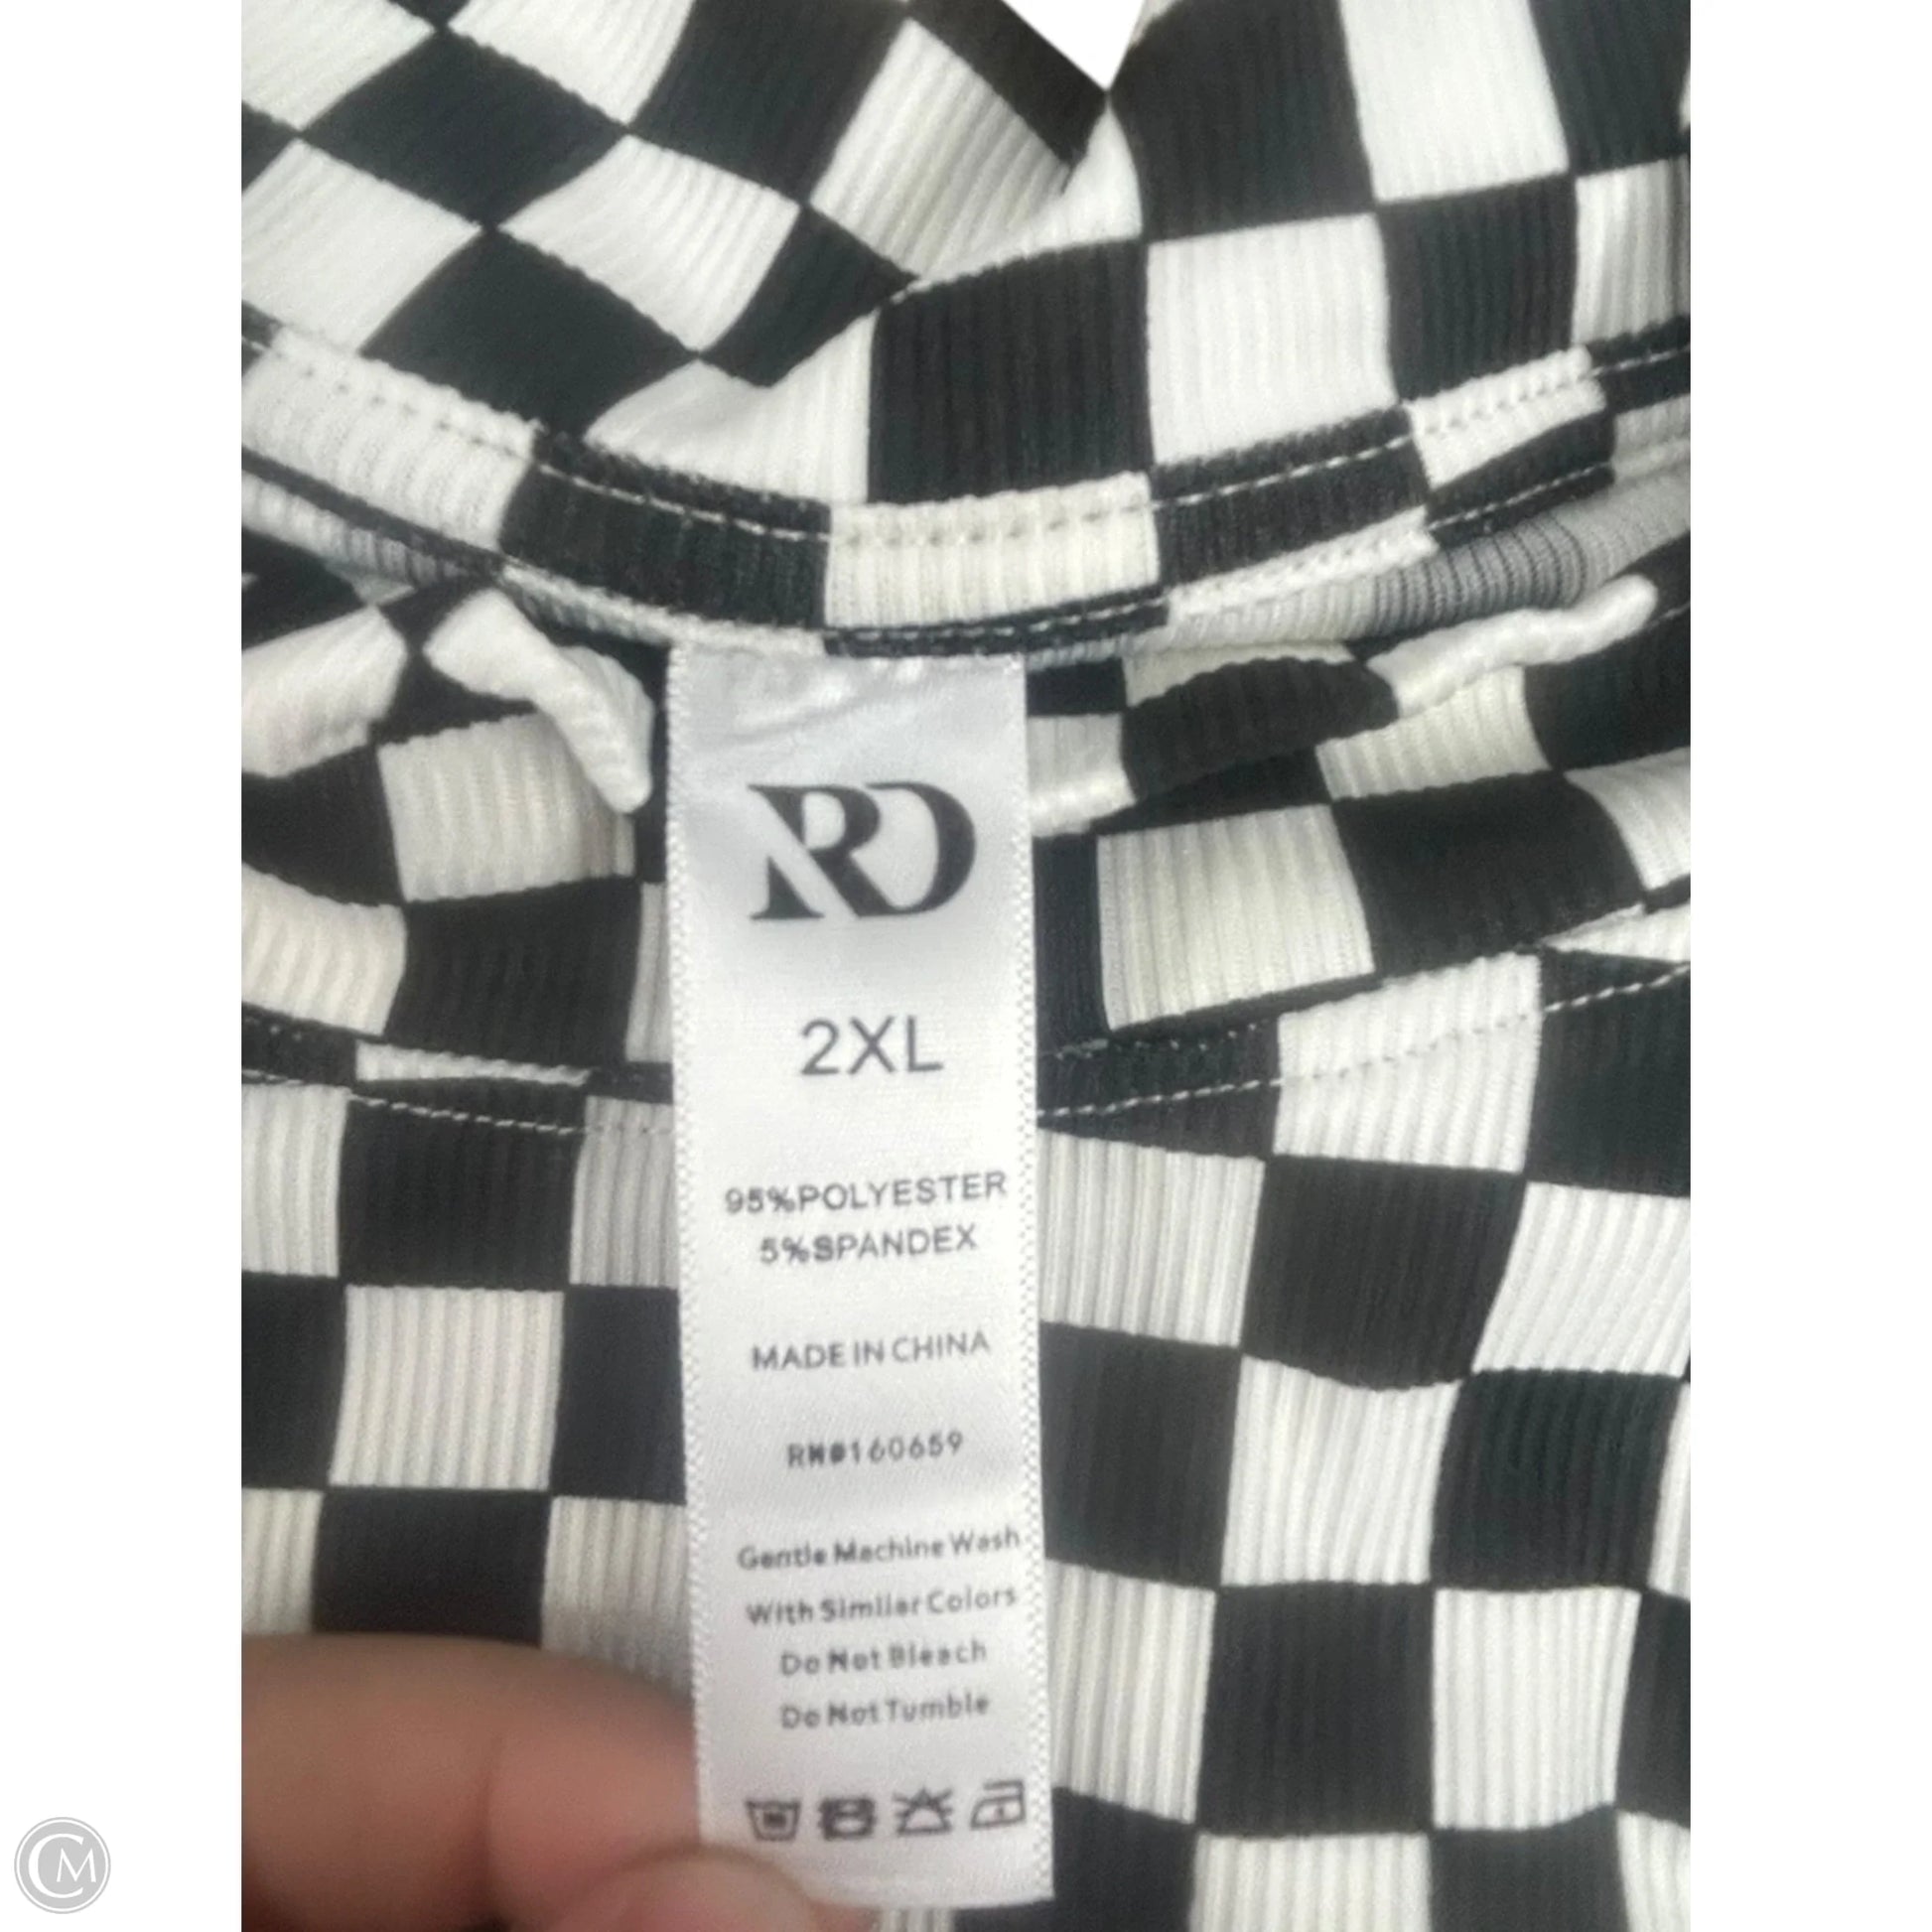 RD
2XL
95%POLYESTER
5%SPANDEX
MADE IN CHINA
RN#160659
Gentle Machine Wash
With Similar Colors
Do Not Bleach
Do Not Tumble
CM